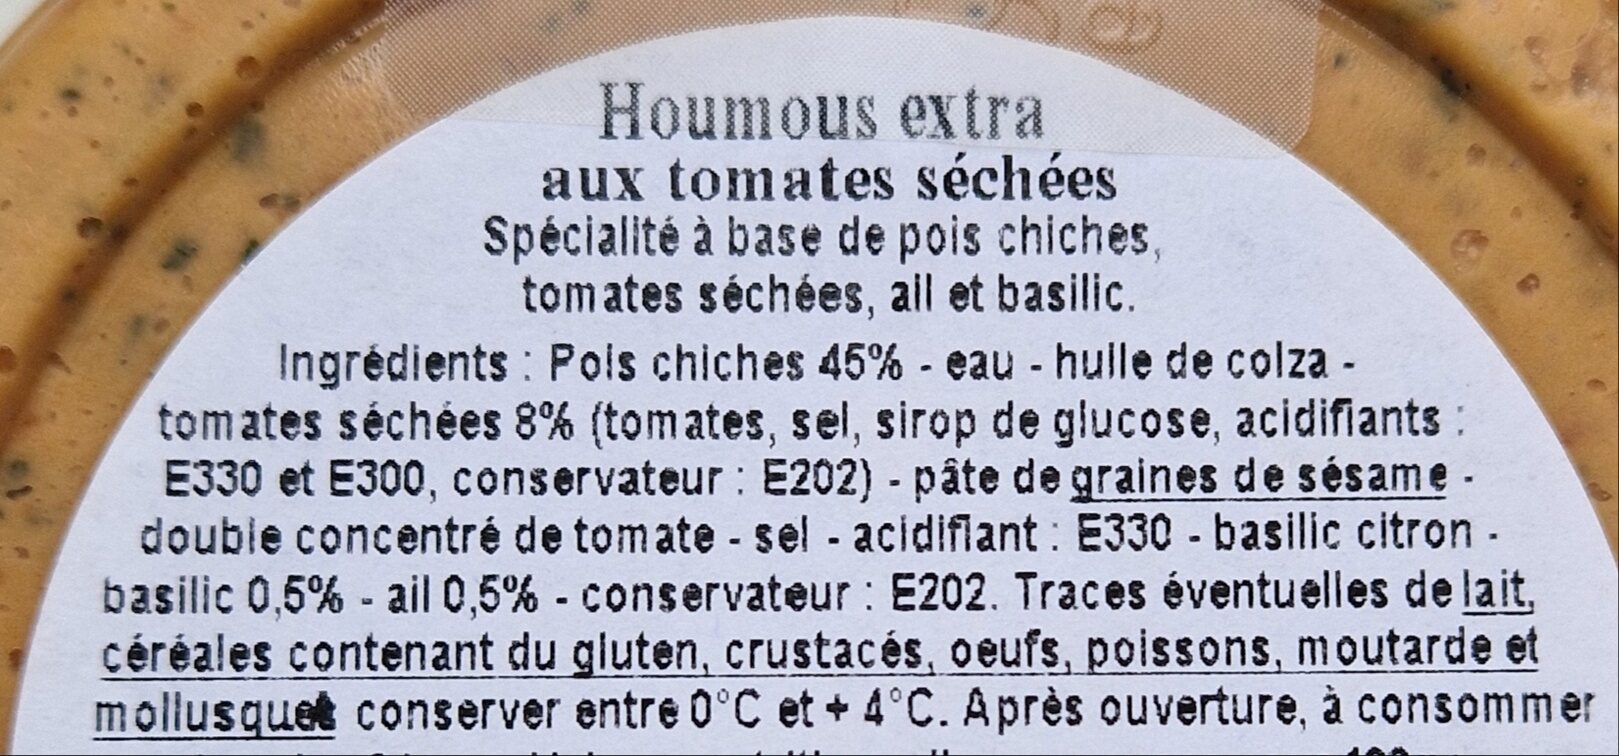 Houmous extra
aux tomates séchées
Spécialité à base de pois chiches,
tomates séchées, ail et basilic.
Ingrédients : Pois chiches 45% - eau - huile de colza -
tomates séchées 8% (tomates, sel, sirop de glucose, acidifiants :
E330 et E300, conservateur : E202) - pâte de graines de sésame -
double concentré de tomate - sel - acidifiant : E330 - basilic citron -
basilic 0,5% - ail 0,5% - conservateur : E202. Traces éventuelles de lait,
céréales contenant du gluten, crustacés, oeufs, poissons, moutarde et
conserver entre 0°C et + 4°C. Après ouverture, à consommer